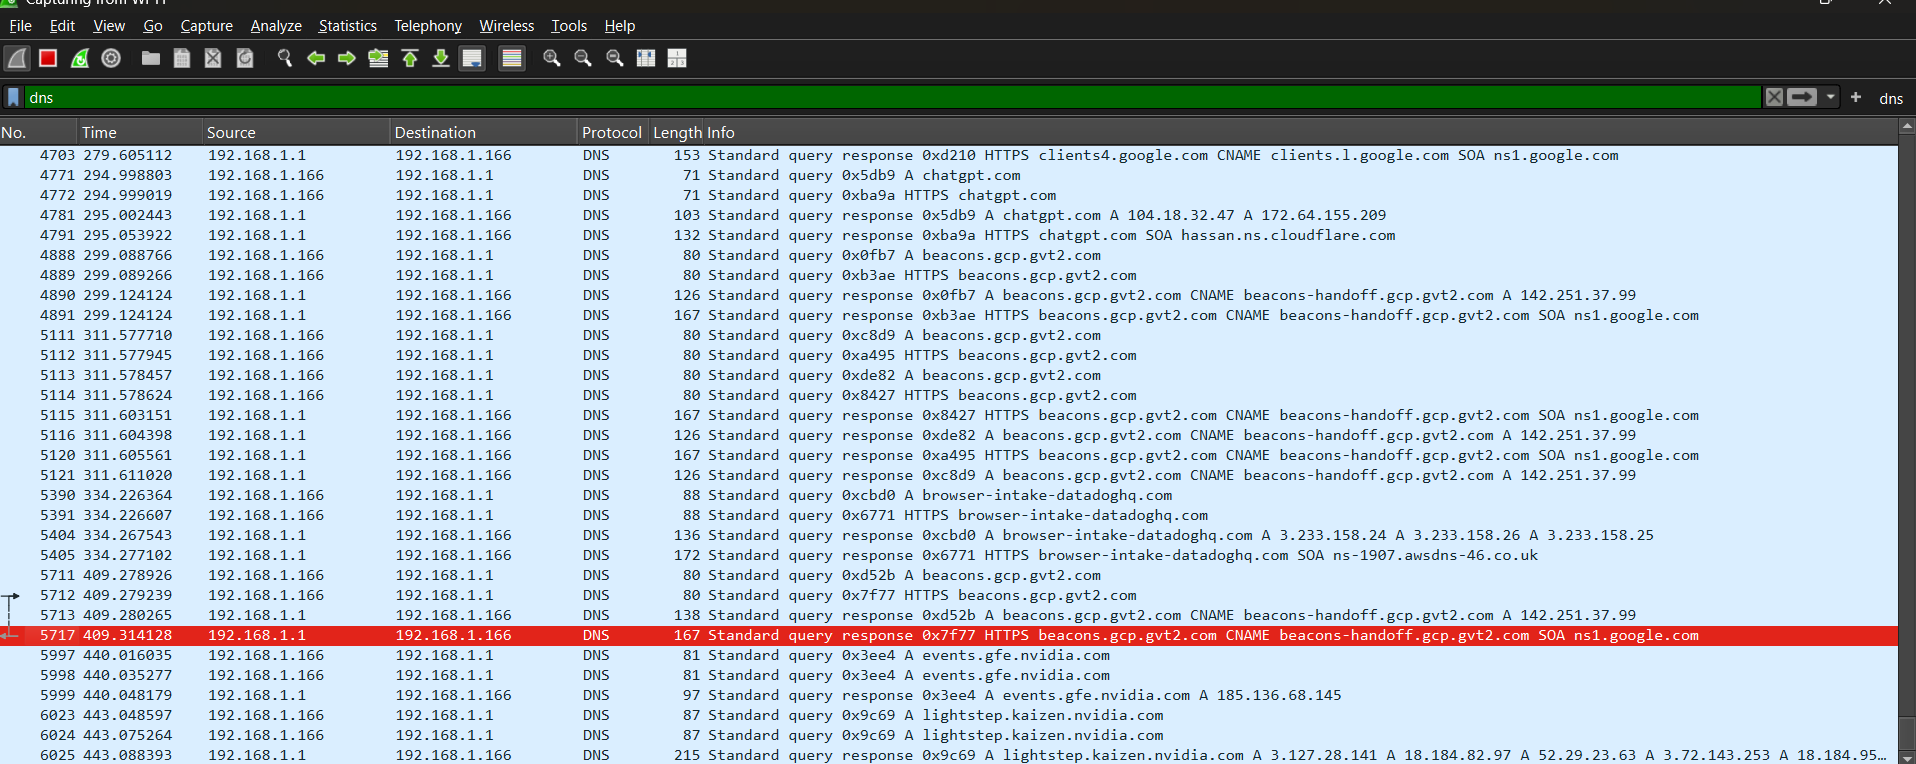 Capturing from Wi-Fi
File Edit View Go Capture Analyze Statistics Telephony Wireless Tools Help
dns + dns
No. Time Source Destination Protocol Length Info
4703 279.605112 192.168.1.1 192.168.1.166 DNS 153 Standard query response 0xd210 HTTPS clients4.google.com CNAME clients.l.google.com SOA ns1.google.com
4771 294.998803 192.168.1.166 192.168.1.1 DNS 71 Standard query 0x5db9 A chatgpt.com
4772 294.999019 192.168.1.166 192.168.1.1 DNS 71 Standard query 0xba9a HTTPS chatgpt.com
4781 295.002443 192.168.1.1 192.168.1.166 DNS 103 Standard query response 0x5db9 A chatgpt.com A 104.18.32.47 A 172.64.155.209
4791 295.053922 192.168.1.1 192.168.1.166 DNS 132 Standard query response 0xba9a HTTPS chatgpt.com SOA hassan.ns.cloudflare.com
4888 299.088766 192.168.1.166 192.168.1.1 DNS 80 Standard query 0x0fb7 A beacons.gcp.gvt2.com
4889 299.089266 192.168.1.166 192.168.1.1 DNS 80 Standard query 0xb3ae HTTPS beacons.gcp.gvt2.com
4890 299.124124 192.168.1.1 192.168.1.166 DNS 126 Standard query response 0x0fb7 A beacons.gcp.gvt2.com CNAME beacons-handoff.gcp.gvt2.com A 142.251.37.99
4891 299.124124 192.168.1.1 192.168.1.166 DNS 167 Standard query response 0xb3ae HTTPS beacons.gcp.gvt2.com CNAME beacons-handoff.gcp.gvt2.com SOA ns1.google.com
5111 311.577710 192.168.1.166 192.168.1.1 DNS 80 Standard query 0xc8d9 A beacons.gcp.gvt2.com
5112 311.577945 192.168.1.166 192.168.1.1 DNS 80 Standard query 0xa495 HTTPS beacons.gcp.gvt2.com
5113 311.578457 192.168.1.166 192.168.1.1 DNS 80 Standard query 0xde82 A beacons.gcp.gvt2.com
5114 311.578624 192.168.1.166 192.168.1.1 DNS 80 Standard query 0x8427 HTTPS beacons.gcp.gvt2.com
5115 311.603151 192.168.1.1 192.168.1.166 DNS 167 Standard query response 0x8427 HTTPS beacons.gcp.gvt2.com CNAME beacons-handoff.gcp.gvt2.com SOA ns1.google.com
5116 311.604398 192.168.1.1 192.168.1.166 DNS 126 Standard query response 0xde82 A beacons.gcp.gvt2.com CNAME beacons-handoff.gcp.gvt2.com A 142.251.37.99
5120 311.605561 192.168.1.1 192.168.1.166 DNS 167 Standard query response 0xa495 HTTPS beacons.gcp.gvt2.com CNAME beacons-handoff.gcp.gvt2.com SOA ns1.google.com
5121 311.611020 192.168.1.1 192.168.1.166 DNS 126 Standard query response 0xc8d9 A beacons.gcp.gvt2.com CNAME beacons-handoff.gcp.gvt2.com A 142.251.37.99
5390 334.226364 192.168.1.166 192.168.1.1 DNS 88 Standard query 0xcbd0 A browser-intake-datadoghq.com
5391 334.226607 192.168.1.166 192.168.1.1 DNS 88 Standard query 0x6771 HTTPS browser-intake-datadoghq.com
5404 334.267543 192.168.1.1 192.168.1.166 DNS 136 Standard query response 0xcbd0 A browser-intake-datadoghq.com A 3.233.158.24 A 3.233.158.26 A 3.233.158.25
5405 334.277102 192.168.1.1 192.168.1.166 DNS 172 Standard query response 0x6771 HTTPS browser-intake-datadoghq.com SOA ns-1907.awsdns-46.co.uk
5711 409.278926 192.168.1.166 192.168.1.1 DNS 80 Standard query 0xd52b A beacons.gcp.gvt2.com
5712 409.279239 192.168.1.166 192.168.1.1 DNS 80 Standard query 0x7f77 HTTPS beacons.gcp.gvt2.com
5713 409.280265 192.168.1.1 192.168.1.166 DNS 138 Standard query response 0xd52b A beacons.gcp.gvt2.com CNAME beacons-handoff.gcp.gvt2.com A 142.251.37.99
5717 409.314128 192.168.1.1 192.168.1.166 DNS 167 Standard query response 0x7f77 HTTPS beacons.gcp.gvt2.com CNAME beacons-handoff.gcp.gvt2.com SOA ns1.google.com
5997 440.016035 192.168.1.166 192.168.1.1 DNS 81 Standard query 0x3ee4 A events.gfe.nvidia.com
5998 440.035277 192.168.1.166 192.168.1.1 DNS 81 Standard query 0x3ee4 A events.gfe.nvidia.com
5999 440.048179 192.168.1.1 192.168.1.166 DNS 97 Standard query response 0x3ee4 A events.gfe.nvidia.com A 185.136.68.145
6023 443.048597 192.168.1.166 192.168.1.1 DNS 87 Standard query 0x9c69 A lightstep.kaizen.nvidia.com
6024 443.075264 192.168.1.166 192.168.1.1 DNS 87 Standard query 0x9c69 A lightstep.kaizen.nvidia.com
6025 443.088393 192.168.1.1 192.168.1.166 DNS 215 Standard query response 0x9c69 A lightstep.kaizen.nvidia.com A 3.127.28.141 A 18.184.82.97 A 52.29.23.63 A 3.72.143.253 A 18.184.95…